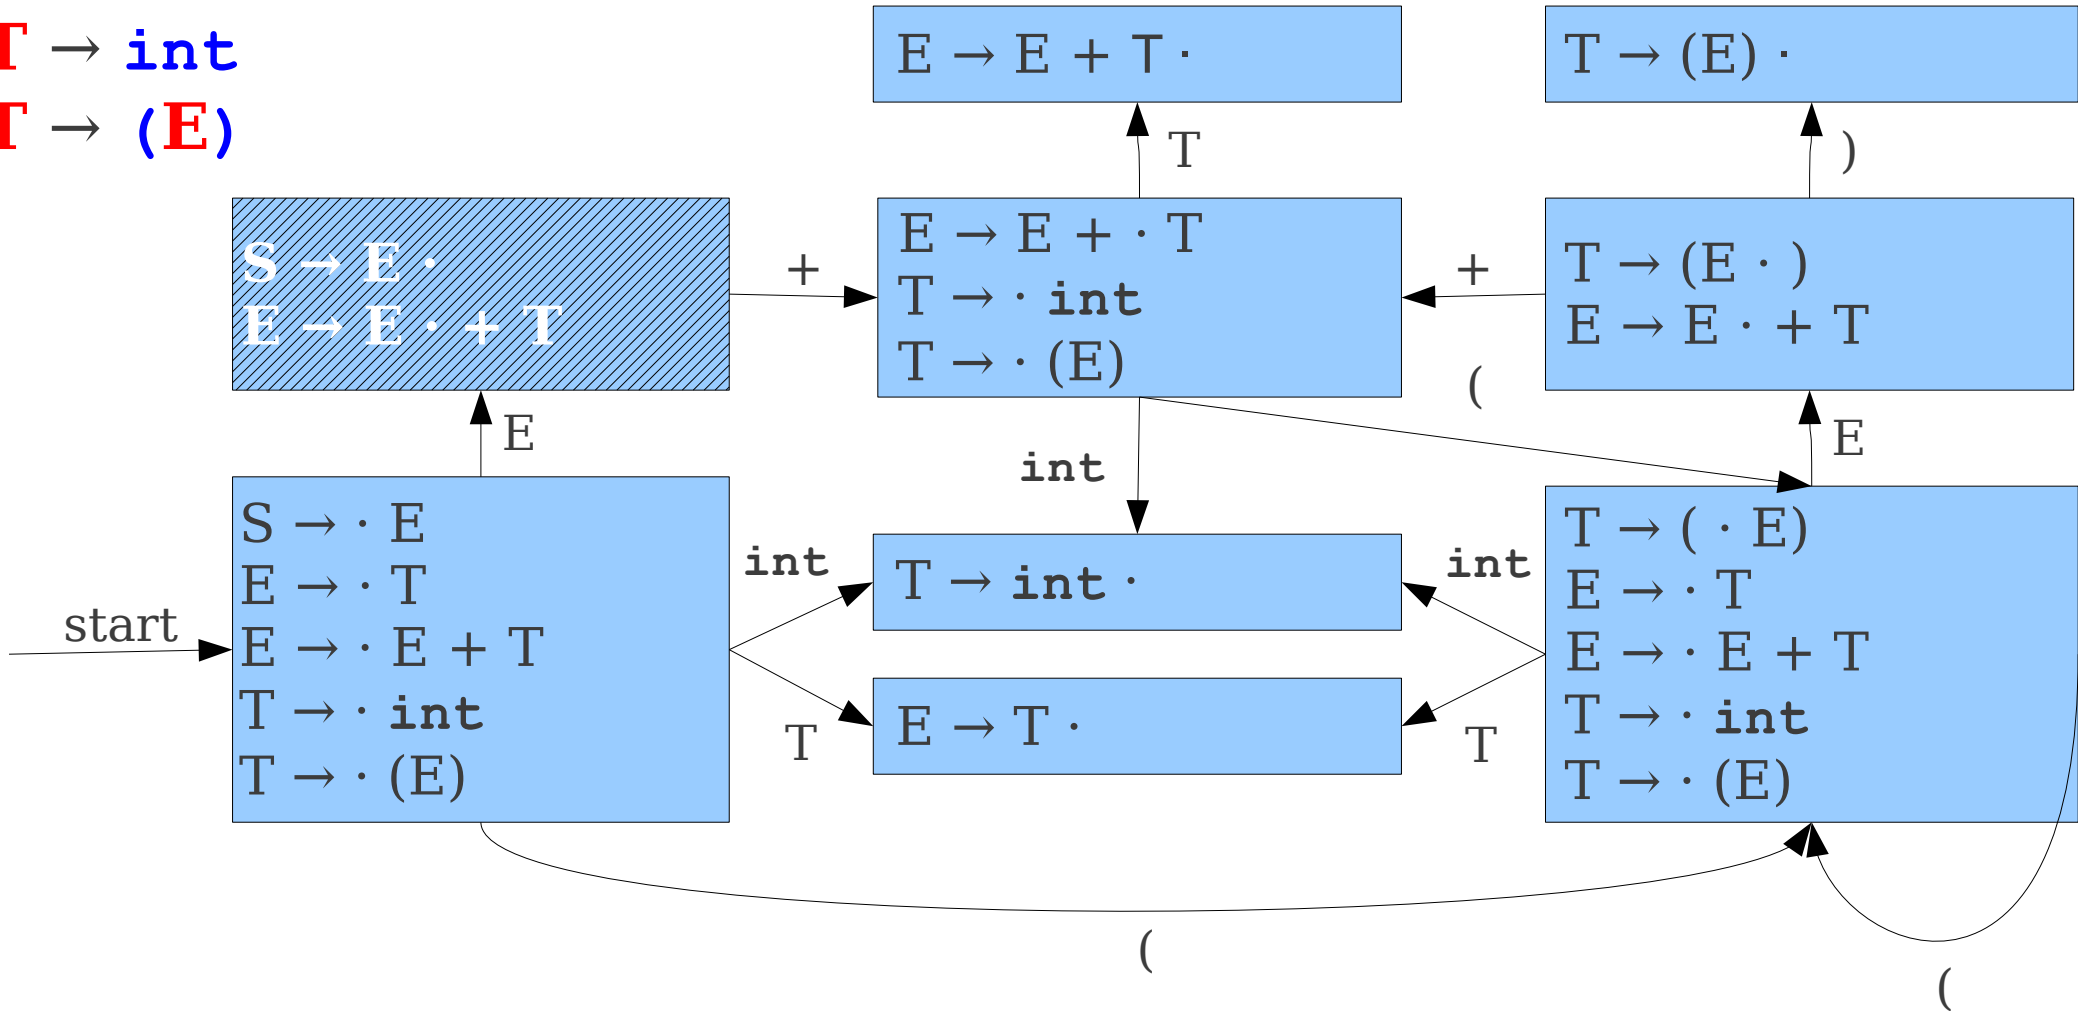 T → int
T → (E)
E → E + T ·
T → (E) ·
T
)
S → E ·
E → E · + T
+
E → E + · T
T → · int
T → · (E)
+
T → (E · )
E → E · + T
(
E
int
E
S → · E
E → · T
E → · E + T
T → · int
T → · (E)
start
int
T → int ·
int
T
E → T ·
T
T → ( · E)
E → · T
E → · E + T
T → · int
T → · (E)
(
(